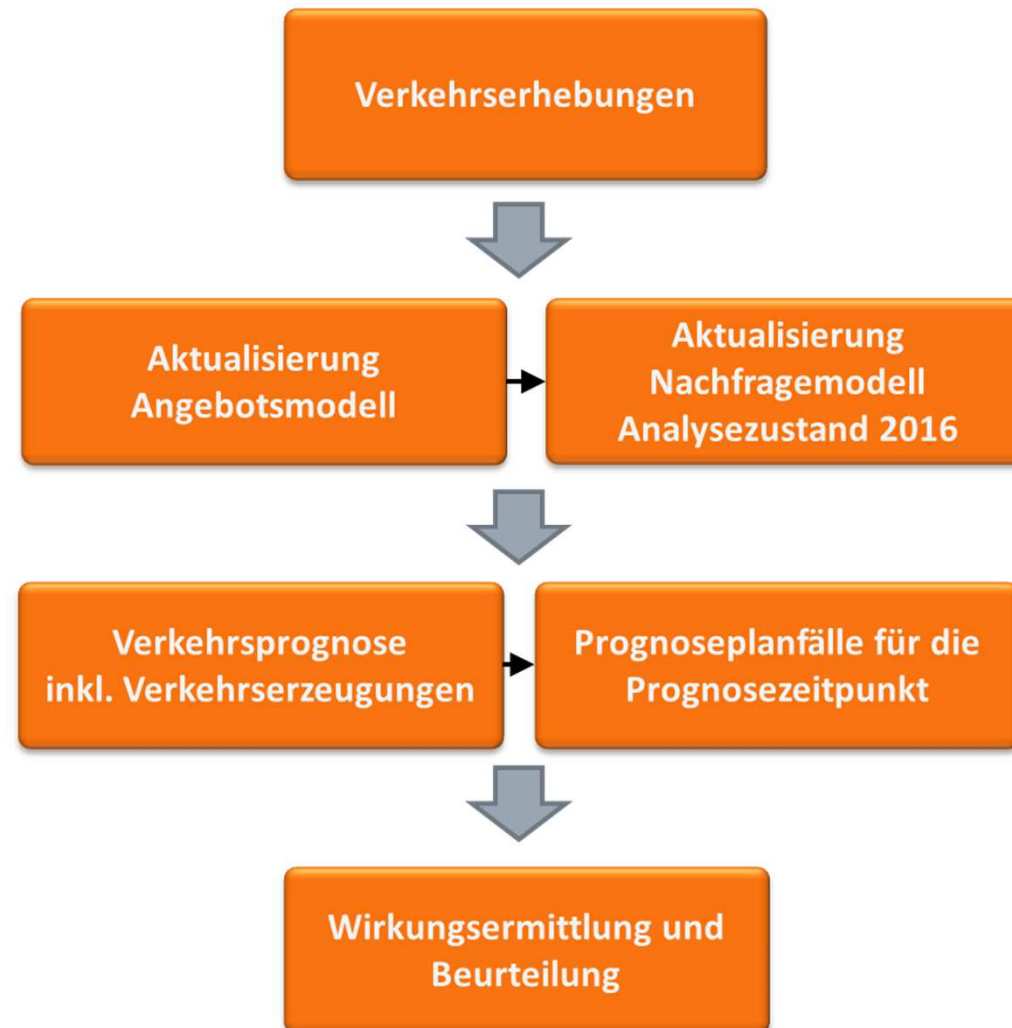 Verkehrserhebungen
Aktualisierung
Angebotsmodell
Aktualisierung
Nachfragemodell
Analysezustand 2016
Verkehrsprognose
inkl. Verkehrserzeugungen
Prognoseplanfälle für die
Prognosezeitpunkt
Wirkungsermittlung und
Beurteilung